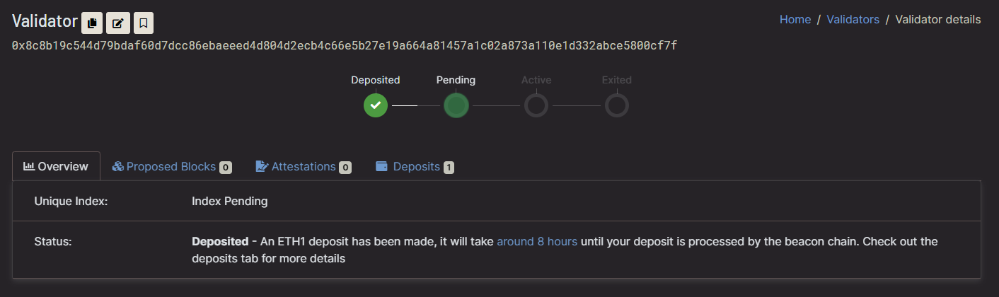 Validator
Home / Validators / Validator details
0x8c8b19c544d79bdaf60d7dcc86ebaeeed4d804d2ecb4c66e5b27e19a664a81457a1c02a873a110e1d332abce5800cf7f
Deposited Pending Active Exited
Overview Proposed Blocks 0 Attestations 0 Deposits 1
Unique Index: Index Pending
Status: Deposited - An ETH1 deposit has been made, it will take around 8 hours until your deposit is processed by the beacon chain. Check out the
deposits tab for more details